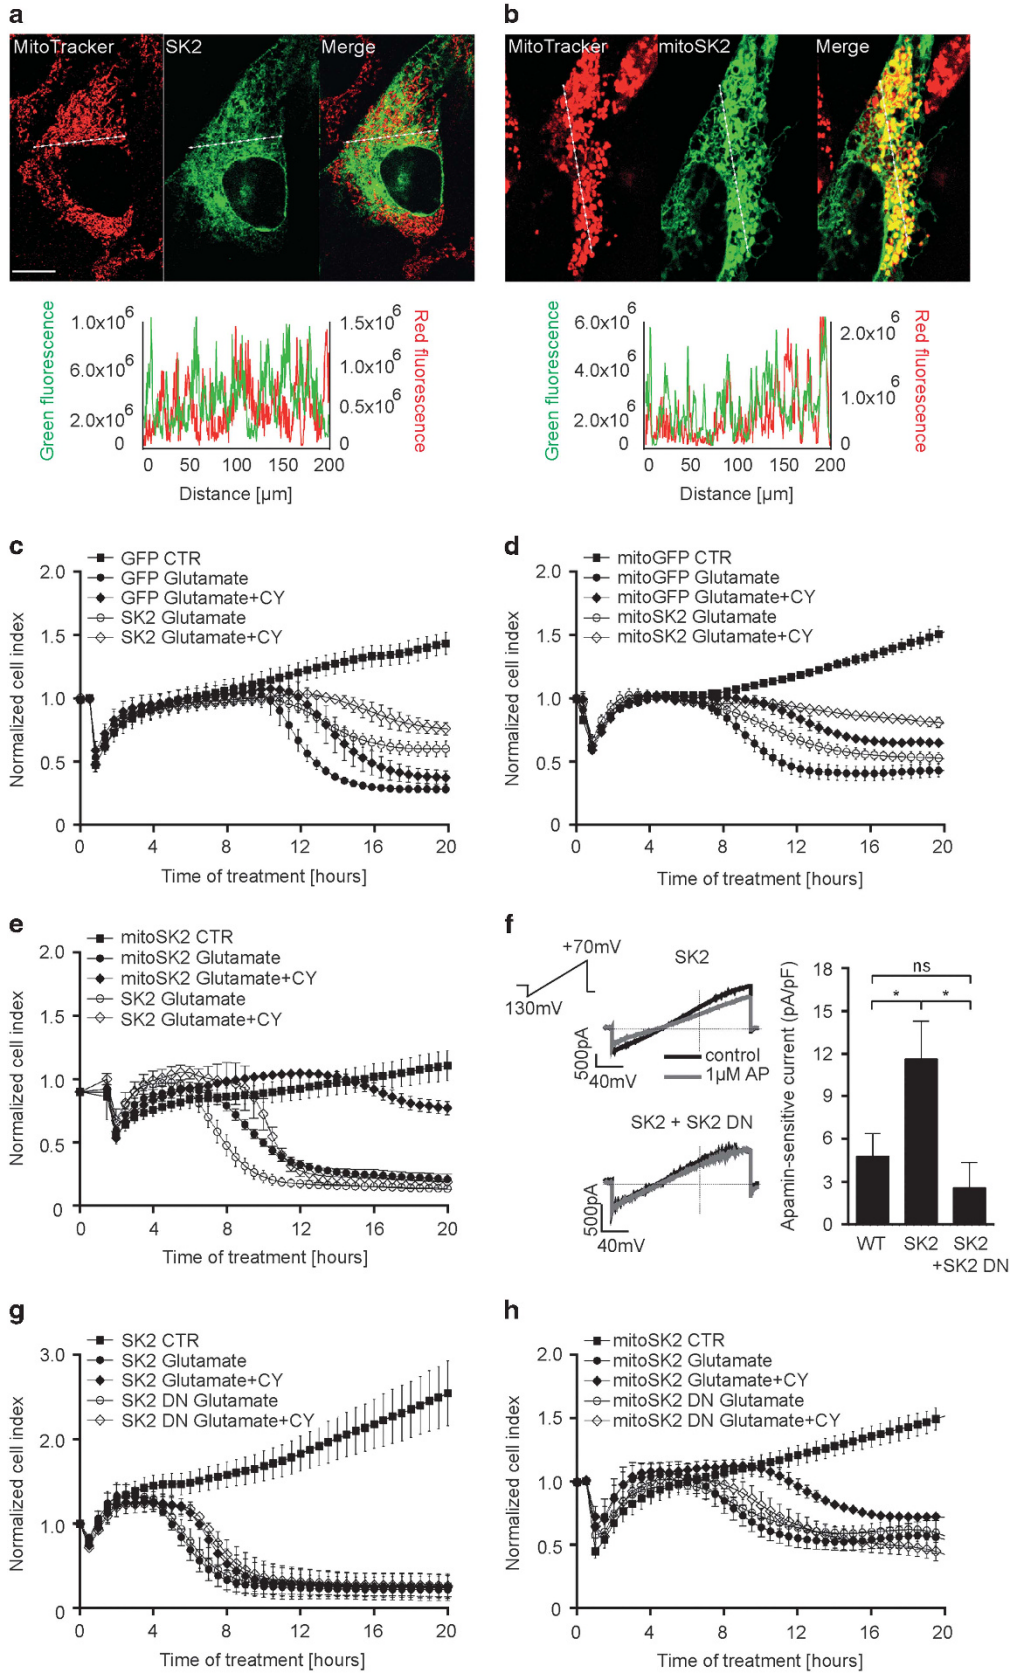 a
b
MitoTracker SK2 Merge
MitoTracker mitoSK2 Merge
Green fluorescence
1.0x10^6
6.0x10^6
2.0x10^6
0
1.5x10^6
1.0x10^6
0.5x10^6
0
Red fluorescence
0 50 100 150 200
Distance [µm]
Green fluorescence
6.0x10^6
4.0x10^6
2.0x10^6
0
2.0x10^6
1.0x10^6
0
Red fluorescence
0 50 100 150 200
Distance [µm]
c
GFP CTR
GFP Glutamate
GFP Glutamate+CY
SK2 Glutamate
SK2 Glutamate+CY
Normalized cell index
2.0
1.5
1.0
0.5
0
0 4 8 12 16 20
Time of treatment [hours]
d
mitoGFP CTR
mitoGFP Glutamate
mitoGFP Glutamate+CY
mitoSK2 Glutamate
mitoSK2 Glutamate+CY
Normalized cell index
2.0
1.5
1.0
0.5
0
0 4 8 12 16 20
Time of treatment [hours]
e
mitoSK2 CTR
mitoSK2 Glutamate
mitoSK2 Glutamate+CY
SK2 Glutamate
SK2 Glutamate+CY
Normalized cell index
2.0
1.0
0.5
0
0 4 8 12 16 20
Time of treatment [hours]
f
+70mV
130mV
SK2
500pA
40mV
control
1µM AP
SK2 + SK2 DN
500pA
40mV
Apamin-sensitive current (pA/pF)
18
15
12
9
6
3
0
ns
* *
WT SK2 SK2
+SK2 DN
g
SK2 CTR
SK2 Glutamate
SK2 Glutamate+CY
SK2 DN Glutamate
SK2 DN Glutamate+CY
Normalized cell index
3.0
2.0
1.0
0
0 4 8 12 16 20
Time of treatment [hours]
h
mitoSK2 CTR
mitoSK2 Glutamate
mitoSK2 Glutamate+CY
mitoSK2 DN Glutamate
mitoSK2 DN Glutamate+CY
Normalized cell index
2.0
1.5
1.0
0.5
0
0 4 8 12 16 20
Time of treatment [hours]